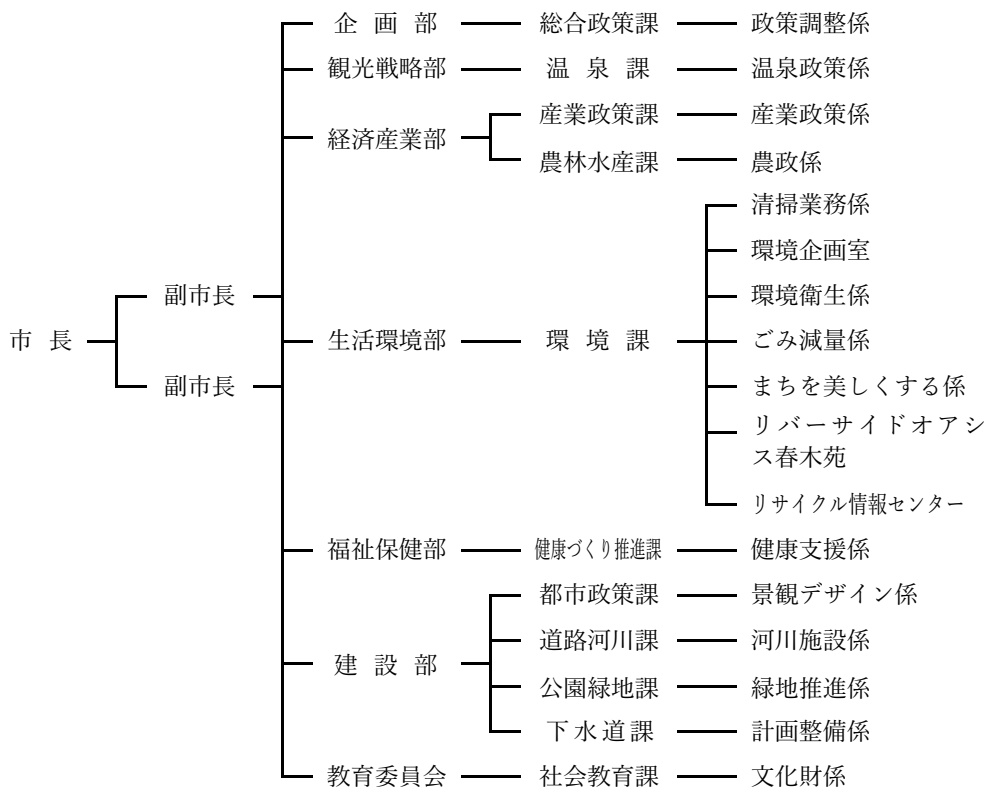 企画部 総合政策課 政策調整係
観光戦略部 温泉課 温泉政策係
産業政策課 産業政策係
経済産業部
農林水産課 農政係
清掃業務係
環境企画室
副市長 環境衛生係
市長 生活環境部 環境課 ごみ減量係
副市長 まちを美しくする係
リバーサイドオアシ
ス春木苑
リサイクル情報センター
福祉保健部 健康づくり推進課 健康支援係
都市政策課 景観デザイン係
道路河川課 河川施設係
建設部
公園緑地課 緑地推進係
下水道課 計画整備係
教育委員会 社会教育課 文化財係